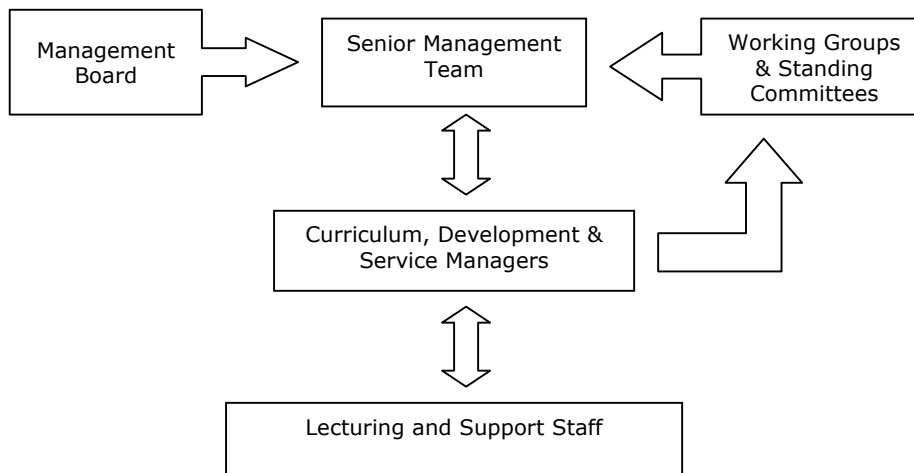 Management
Board
Senior Management
Team
Working Groups
& Standing
Committees
Curriculum, Development &
Service Managers
Lecturing and Support Staff